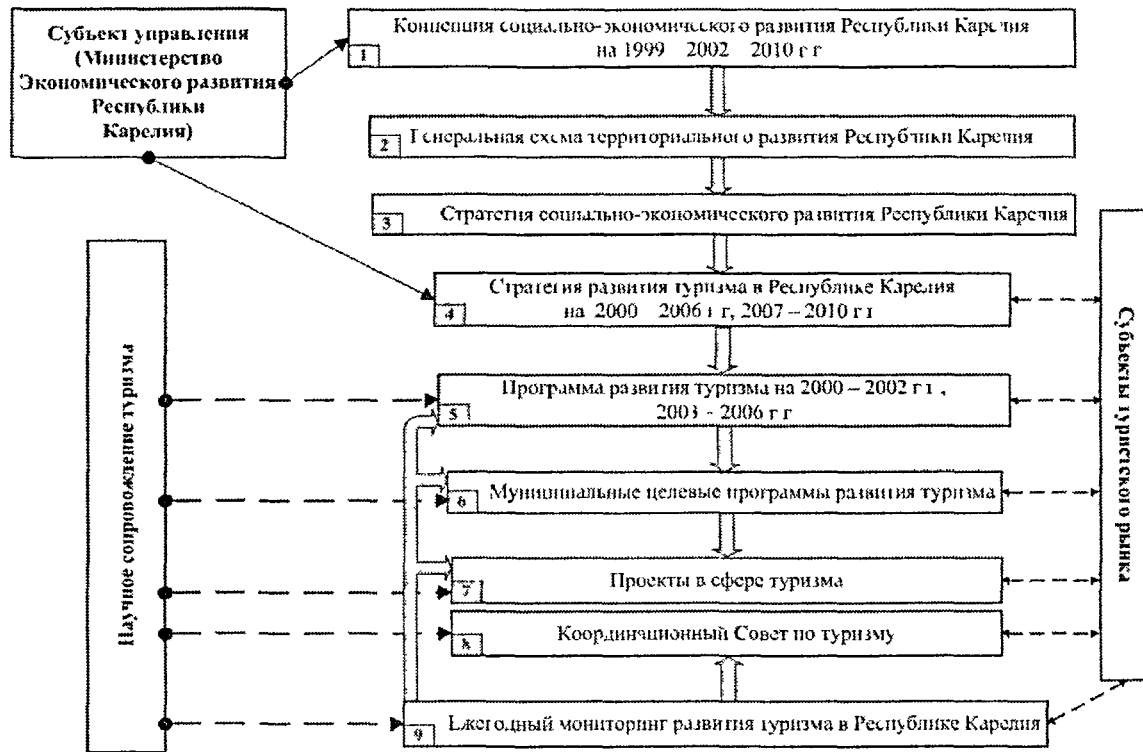 Субъект управления
(Министерство
Экономического развития
Республики
Карелия)
Концепция социально-экономического развития Республики Карелия
на 1999 2002 2010 г г
1
2
Генеральная схема территориального развития Республики Карелия
3
Стратегия социально-экономического развития Республики Карелия
Стратегия развития туризма в Республике Карелия
на 2000 2006 г г, 2007 – 2010 г г
4
Программа развития туризма на 2000 – 2002 г г ,
2003 - 2006 г г
5
Муниципальные целевые программы развития туризма
6
Проекты в сфере туризма
7
Координационный Совет по туризму
8
Ежегодный мониторинг развития туризма в Республике Карелия
9
Научное сопровождение туризма
Субъекты туристского рынка